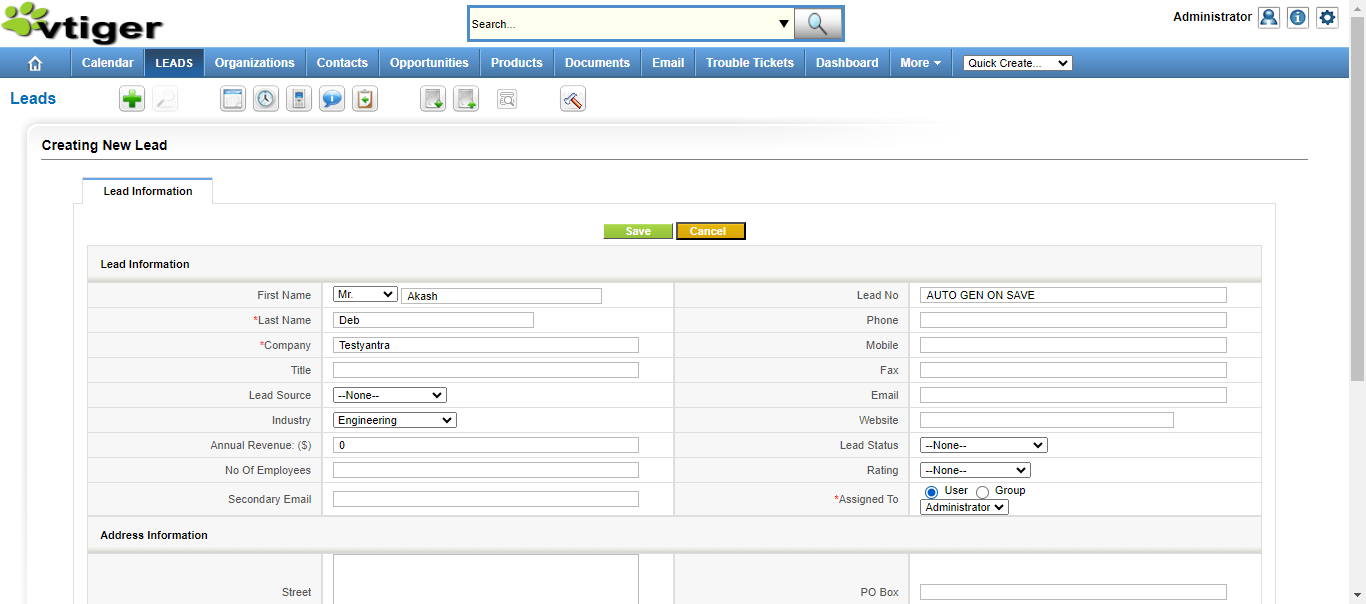 vtiger
Search...
Administrator
Calendar LEADS Organizations Contacts Opportunities Products Documents Email Trouble Tickets Dashboard More Quick Create...
Leads
Creating New Lead
Lead Information
Save Cancel
Lead Information
First Name Mr. Akash Lead No AUTO GEN ON SAVE
*Last Name Deb Phone
*Company Testyantra Mobile
Title Fax
Lead Source --None-- Email
Industry Engineering Website
Annual Revenue: ($) 0 Lead Status --None--
No Of Employees Rating --None--
Secondary Email *Assigned To User Group
Administrator
Address Information
Street PO Box